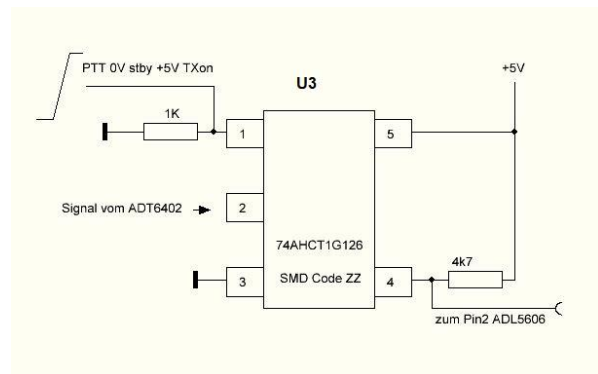 PTT 0V stby +5V TXon
U3
+5V
1K
1
5
Signal vom ADT6402
2
74AHCT1G126
4k7
3
SMD Code ZZ
4
zum Pin2 ADL5606